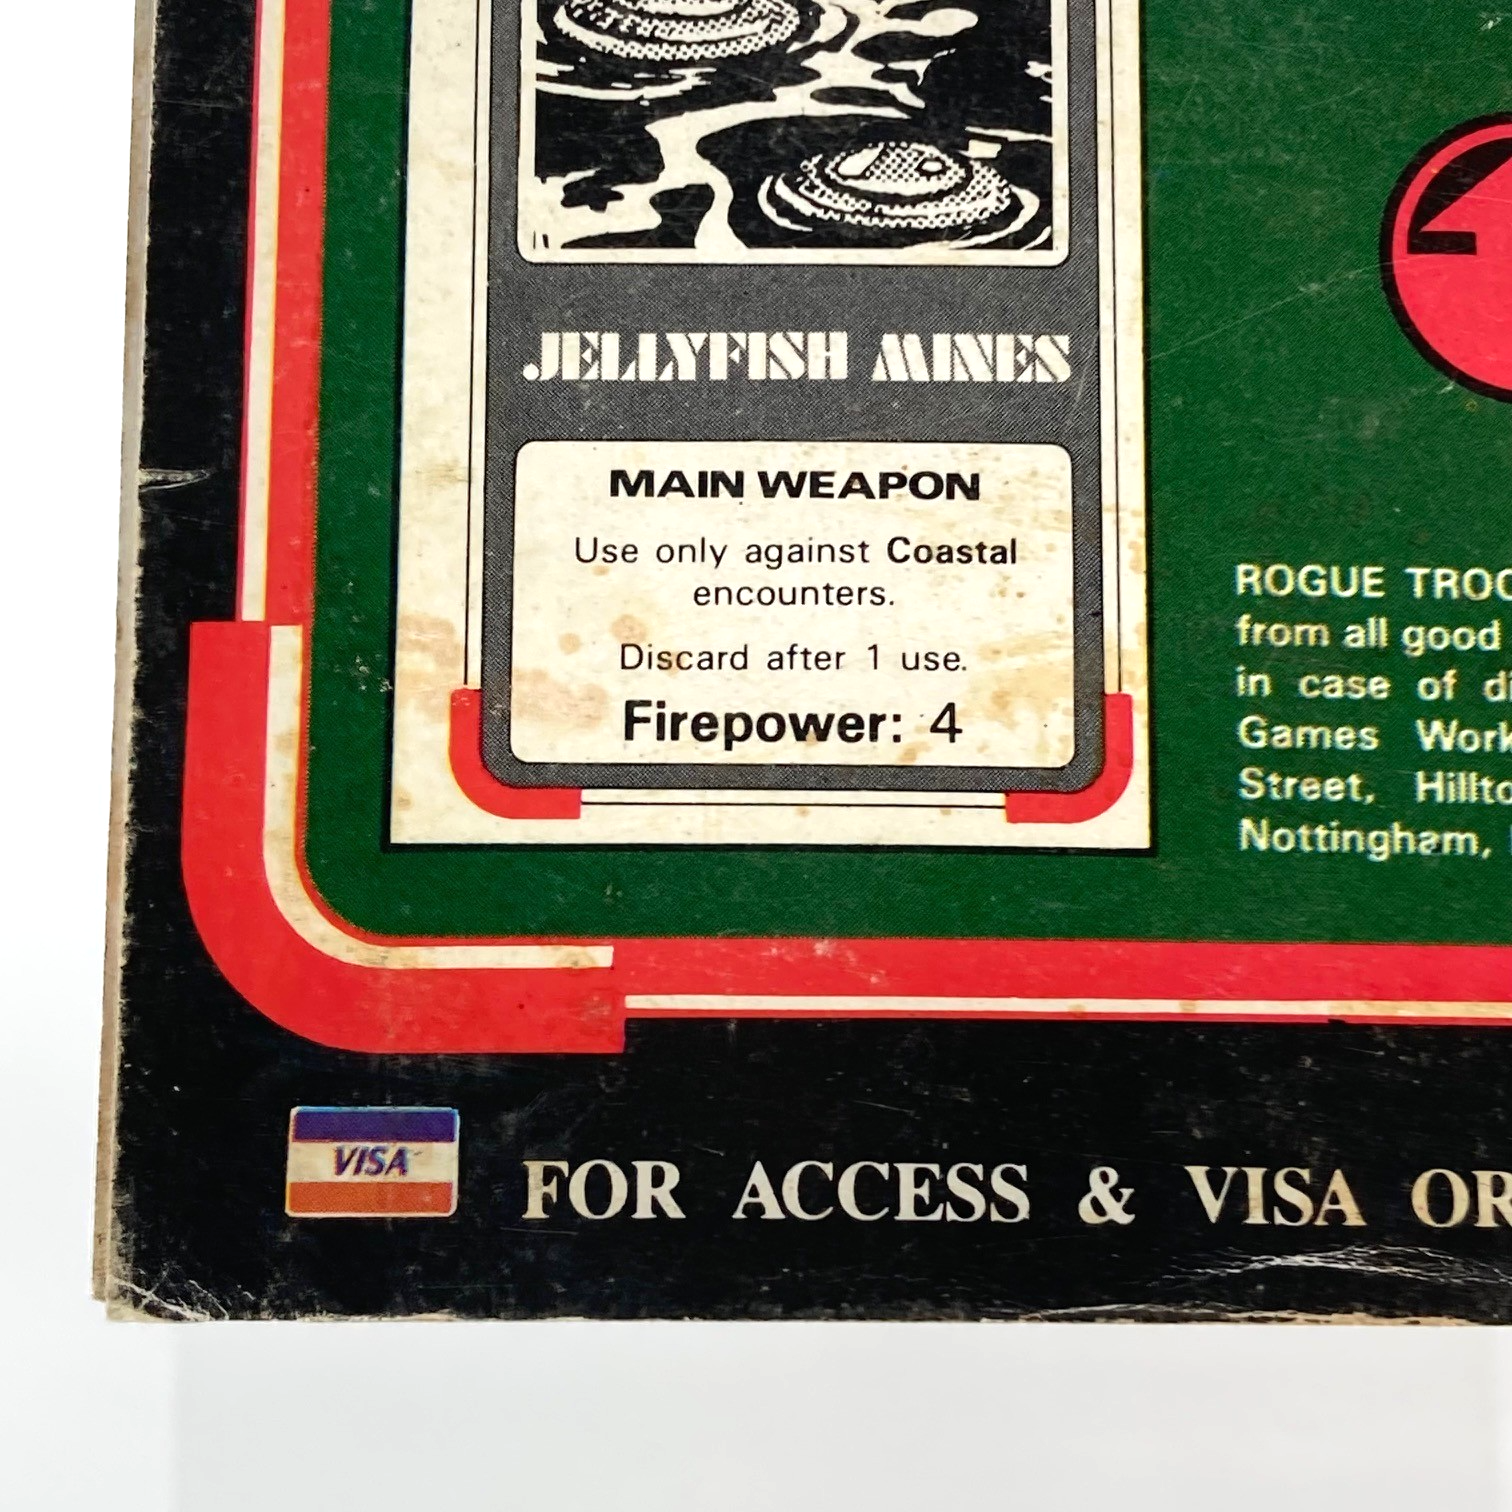 JELLYFISH MINES
MAIN WEAPON
Use only against Coastal
encounters.
Discard after 1 use.
Firepower: 4
ROGUE TROO
from all good
in case of di
Games Work
Street, Hillto
Nottingham,
VISA
FOR ACCESS & VISA OR